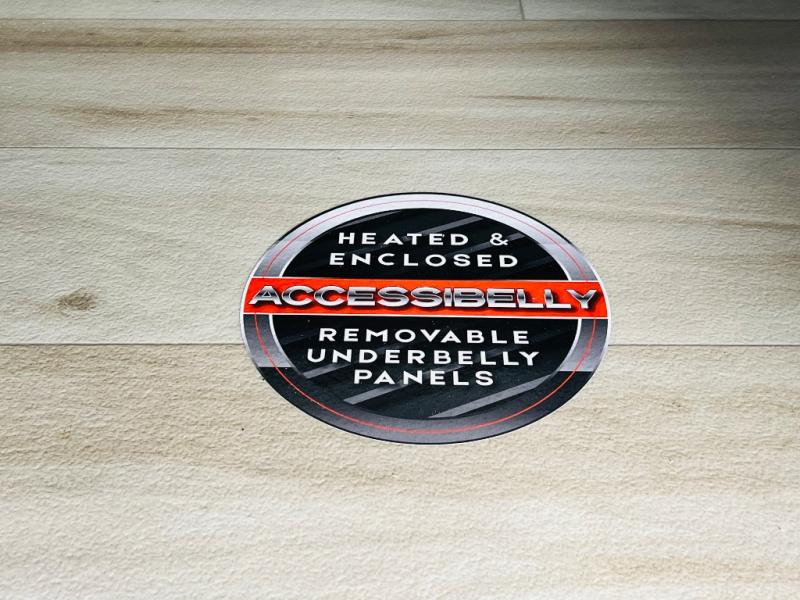 HEATED &
ENCLOSED
ACCESSIBELLY
REMOVABLE
UNDERBELLY
PANELS